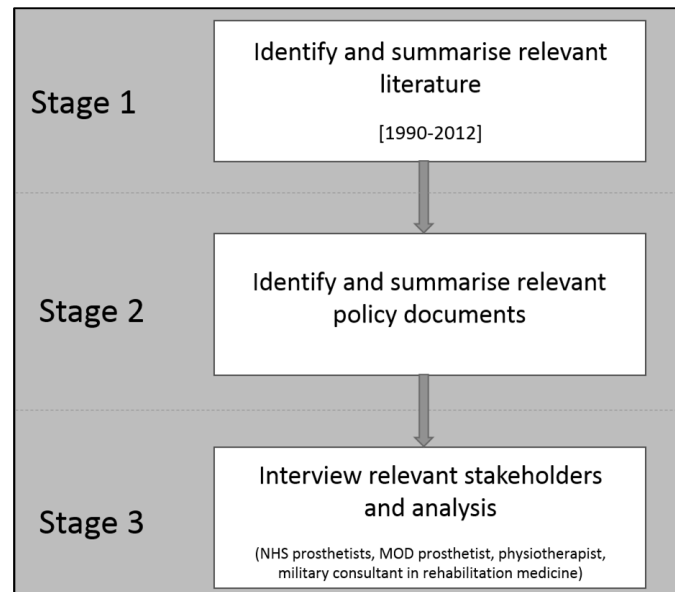 Stage 1
Identify and summarise relevant
literature
[1990-2012]
Stage 2
Identify and summarise relevant
policy documents
Stage 3
Interview relevant stakeholders
and analysis
(NHS prosthetists, MOD prosthetist, physiotherapist,
military consultant in rehabilitation medicine)